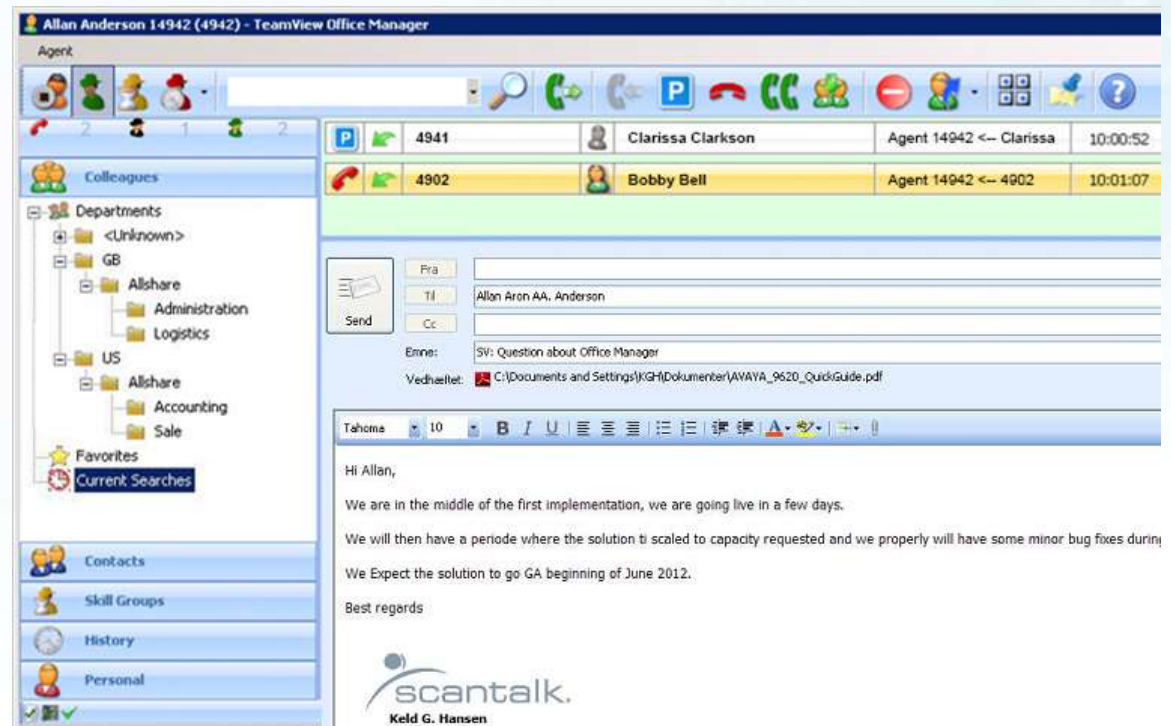 Allan Anderson 14942 (4942) - TeamView Office Manager
Agent
2 1 2
P 4941 Clarissa Clarkson Agent 14942 <-- Clarissa 10:00:52
4902 Bobby Bell Agent 14942 <-- 4902 10:01:07
Colleagues
Departments
<Unknown>
GB
Allshare
Administration
Logistics
US
Allshare
Accounting
Sale
Favorites
Current Searches
Contacts
Skill Groups
History
Personal
Send
Fra
Til Allan Aron AA. Anderson
Cc
Emne: SV: Question about Office Manager
Vedhæftet: C:\Documents and Settings\KGH\Dokumenter\AVAYA_9620_QuickGuide.pdf
Tahoma 10 B I U A
Hi Allan,
We are in the middle of the first implementation, we are going live in a few days.
We will then have a periode where the solution ti scaled to capacity requested and we properly will have some minor bug fixes during
We Expect the solution to go GA beginning of June 2012.
Best regards
scantalk.
Keld G. Hansen